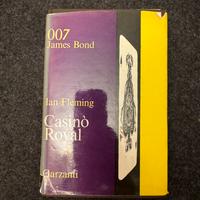 007
James Bond
Ian Fleming
Casinò
Royal
Garzanti